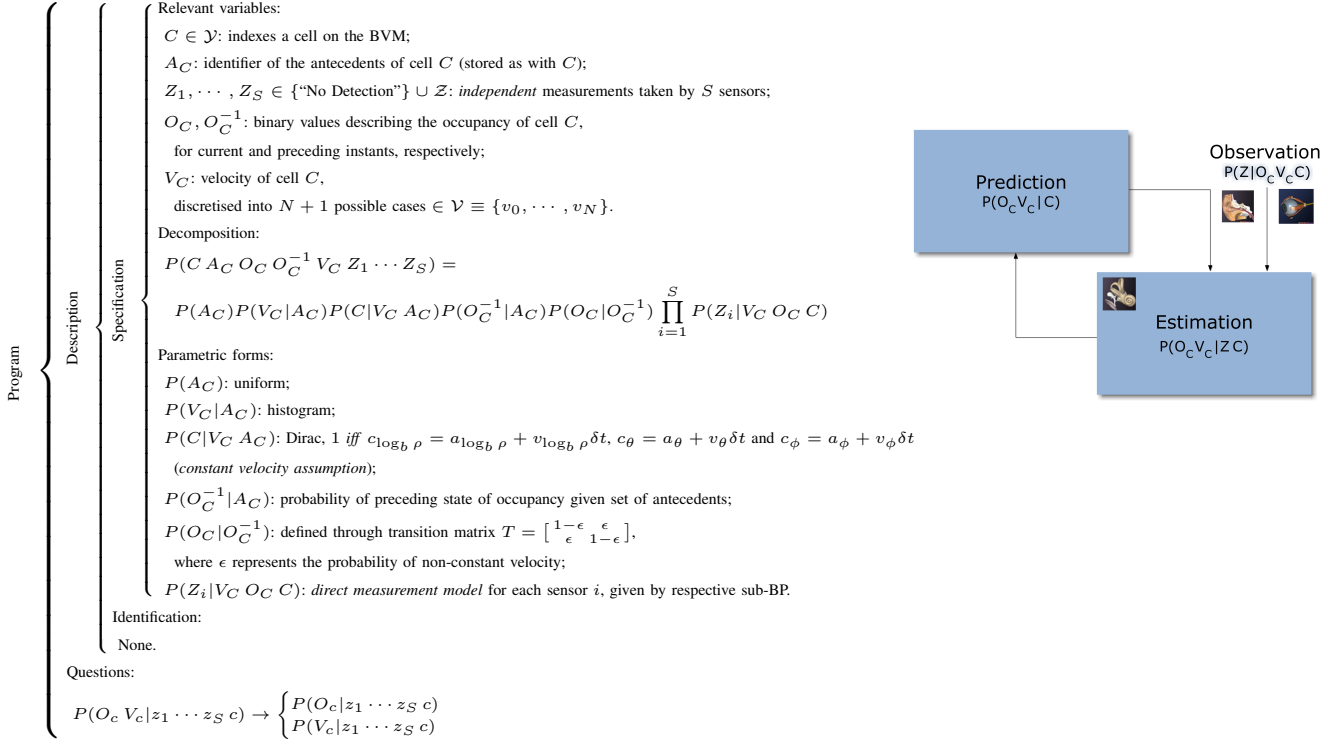 Program
Description
Specification
Relevant variables:
C ∈ 𝒴: indexes a cell on the BVM;
A_C: identifier of the antecedents of cell C (stored as with C);
Z_1, ··· , Z_S ∈ {“No Detection”} ∪ 𝒵: independent measurements taken by S sensors;
O_C, O_C^{-1}: binary values describing the occupancy of cell C,
for current and preceding instants, respectively;
V_C: velocity of cell C,
discretised into N + 1 possible cases ∈ 𝒱 ≡ {v_0, ··· , v_N}.
Decomposition:
P(C A_C O_C O_C^{-1} V_C Z_1 ··· Z_S) =
P(A_C)P(V_C|A_C)P(C|V_C A_C)P(O_C^{-1}|A_C)P(O_C|O_C^{-1}) ∏_{i=1}^{S} P(Z_i|V_C O_C C)
Parametric forms:
P(A_C): uniform;
P(V_C|A_C): histogram;
P(C|V_C A_C): Dirac, 1 iff c_{log_b ρ} = a_{log_b ρ} + v_{log_b ρ}δt, c_θ = a_θ + v_θδt and c_ϕ = a_ϕ + v_ϕδt
(constant velocity assumption);
P(O_C^{-1}|A_C): probability of preceding state of occupancy given set of antecedents;
P(O_C|O_C^{-1}): defined through transition matrix T = [1−ϵ ϵ; ϵ 1−ϵ],
where ϵ represents the probability of non-constant velocity;
P(Z_i|V_C O_C C): direct measurement model for each sensor i, given by respective sub-BP.
Identification:
None.
Questions:
P(O_c V_c|z_1 ··· z_S c) → { P(O_c|z_1 ··· z_S c)
P(V_c|z_1 ··· z_S c)
Prediction
P(O_C V_C|C)
Observation
P(Z|O_C V_C C)
Estimation
P(O_C V_C|Z C)